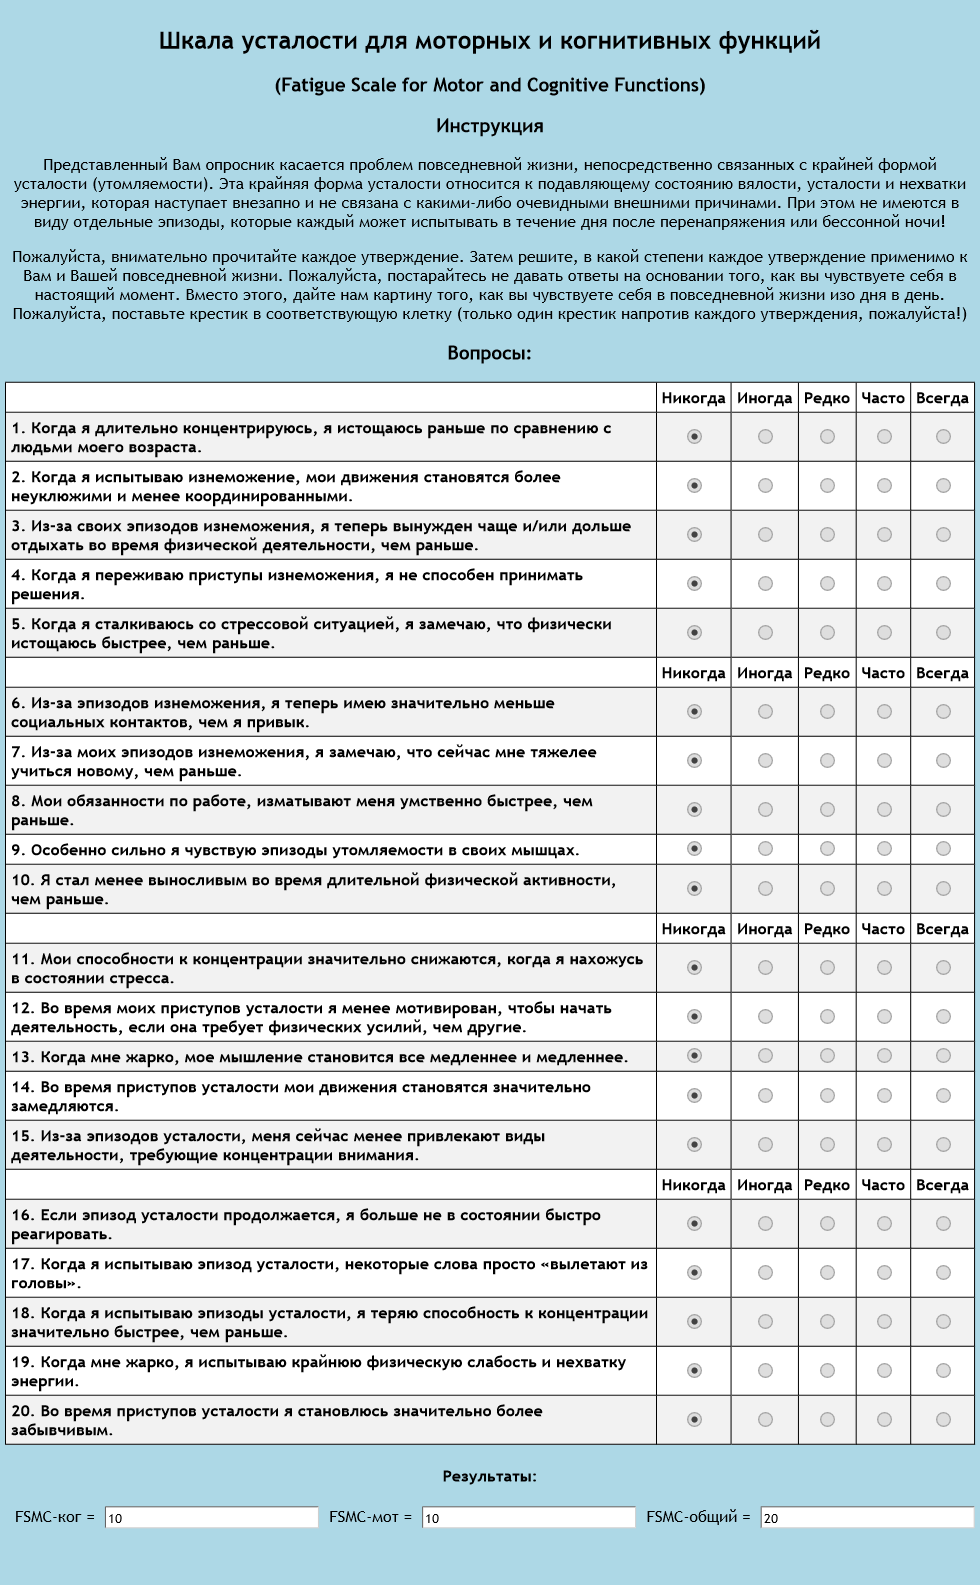 Шкала усталости для моторных и когнитивных функций
(Fatigue Scale for Motor and Cognitive Functions)
Инструкция
Представленный Вам опросник касается проблем повседневной жизни, непосредственно связанных с крайней формой
усталости (утомляемости). Эта крайняя форма усталости относится к подавляющему состоянию вялости, усталости и нехватки
энергии, которая наступает внезапно и не связана с какими-либо очевидными внешними причинами. При этом не имеются в
виду отдельные эпизоды, которые каждый может испытывать в течение дня после перенапряжения или бессонной ночи!
Пожалуйста, внимательно прочитайте каждое утверждение. Затем решите, в какой степени каждое утверждение применимо к
Вам и Вашей повседневной жизни. Пожалуйста, постарайтесь не давать ответы на основании того, как вы чувствуете себя в
настоящий момент. Вместо этого, дайте нам картину того, как вы чувствуете себя в повседневной жизни изо дня в день.
Пожалуйста, поставьте крестик в соответствующую клетку (только один крестик напротив каждого утверждения, пожалуйста!)
Вопросы:
Никогда Иногда Редко Часто Всегда
1. Когда я длительно концентрируюсь, я истощаюсь раньше по сравнению с
людьми моего возраста.
2. Когда я испытываю изнеможение, мои движения становятся более
неуклюжими и менее координированными.
3. Из-за своих эпизодов изнеможения, я теперь вынужден чаще и/или дольше
отдыхать во время физической деятельности, чем раньше.
4. Когда я переживаю приступы изнеможения, я не способен принимать
решения.
5. Когда я сталкиваюсь со стрессовой ситуацией, я замечаю, что физически
истощаюсь быстрее, чем раньше.
Никогда Иногда Редко Часто Всегда
6. Из-за эпизодов изнеможения, я теперь имею значительно меньше
социальных контактов, чем я привык.
7. Из-за моих эпизодов изнеможения, я замечаю, что сейчас мне тяжелее
учиться новому, чем раньше.
8. Мои обязанности по работе, изматывают меня умственно быстрее, чем
раньше.
9. Особенно сильно я чувствую эпизоды утомляемости в своих мышцах.
10. Я стал менее выносливым во время длительной физической активности,
чем раньше.
Никогда Иногда Редко Часто Всегда
11. Мои способности к концентрации значительно снижаются, когда я нахожусь
в состоянии стресса.
12. Во время моих приступов усталости я менее мотивирован, чтобы начать
деятельность, если она требует физических усилий, чем другие.
13. Когда мне жарко, мое мышление становится все медленнее и медленнее.
14. Во время приступов усталости мои движения становятся значительно
замедляются.
15. Из-за эпизодов усталости, меня сейчас менее привлекают виды
деятельности, требующие концентрации внимания.
Никогда Иногда Редко Часто Всегда
16. Если эпизод усталости продолжается, я больше не в состоянии быстро
реагировать.
17. Когда я испытываю эпизод усталости, некоторые слова просто «вылетают из
головы».
18. Когда я испытываю эпизоды усталости, я теряю способность к концентрации
значительно быстрее, чем раньше.
19. Когда мне жарко, я испытываю крайнюю физическую слабость и нехватку
энергии.
20. Во время приступов усталости я становлюсь значительно более
забывчивым.
Результаты:
FSMC-ког = 10 FSMC-мот = 10 FSMC-общий = 20